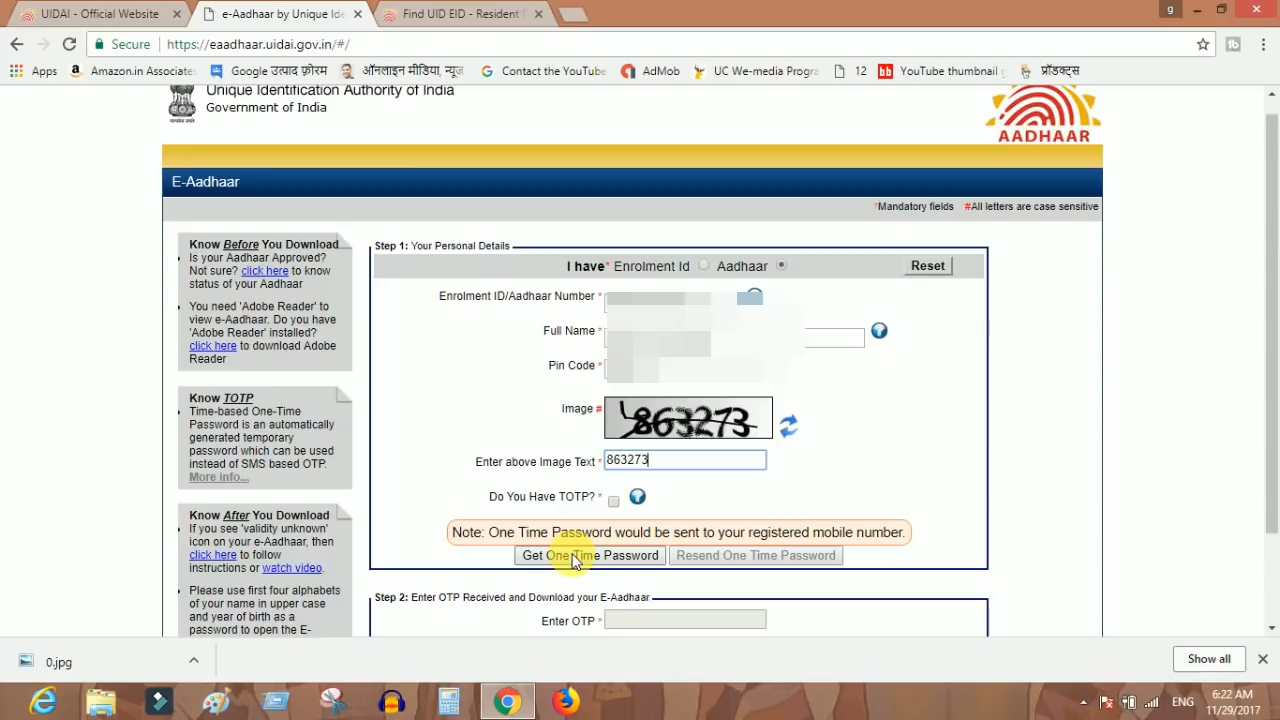 UIDAI - Official Website
e-Aadhaar by Unique Ide
Find UID EID - Resident P
g
Secure
https://eaadhaar.uidai.gov.in/#/
Apps
Amazon.in Associate
Google उत्पाद फ़ोरम
ऑनलाइन मीडिया, न्यूज
Contact the YouTube
AdMob
UC We-media Progra
12
YouTube thumbnail
प्रॉडक्ट्स
Unique Identification Authority of India
Government of India
AADHAAR
E-Aadhaar
*Mandatory fields #All letters are case sensitive
Know Before You Download
Is your Aadhaar Approved?
Not sure? click here to know
status of your Aadhaar
You need 'Adobe Reader' to
view e-Aadhaar. Do you have
'Adobe Reader' installed?
click here to download Adobe
Reader
Know TOTP
Time-based One-Time
Password is an automatically
generated temporary
password which can be used
instead of SMS based OTP.
More info...
Know After You Download
If you see 'validity unknown'
icon on your e-Aadhaar, then
click here to follow
instructions or watch video.
Please use first four alphabets
of your name in upper case
and year of birth as a
password to open the E-
Step 1: Your Personal Details
I have* Enrolment Id Aadhaar
Reset
Enrolment ID/Aadhaar Number *
Full Name *
Pin Code *
Image #
863273
Enter above Image Text * 863273
Do You Have TOTP? *
Note: One Time Password would be sent to your registered mobile number.
Get One Time Password
Resend One Time Password
Step 2: Enter OTP Received and Download your E-Aadhaar
Enter OTP *
0.jpg
Show all
ENG
6:22 AM
11/29/2017